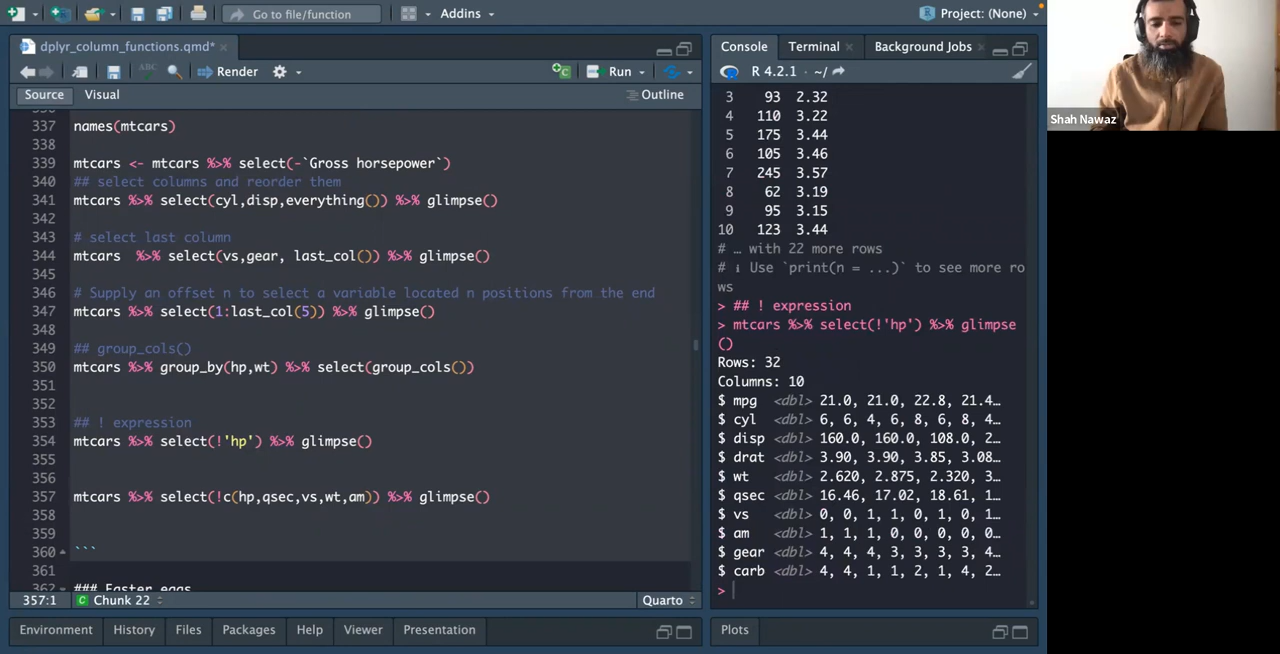 Go to file/function
Addins
Project: (None)
dplyr_column_functions.qmd*
ABC
Render
Run
Source
Visual
Outline
337 names(mtcars)
338
339 mtcars <- mtcars %>% select(-`Gross horsepower`)
340 ## select columns and reorder them
341 mtcars %>% select(cyl,disp,everything()) %>% glimpse()
342
343 # select last column
344 mtcars  %>% select(vs,gear, last_col()) %>% glimpse()
345
346 # Supply an offset n to select a variable located n positions from the end
347 mtcars %>% select(1:last_col(5)) %>% glimpse()
348
349 ## group_cols()
350 mtcars %>% group_by(hp,wt) %>% select(group_cols())
351
352
353 ## ! expression
354 mtcars %>% select(!'hp') %>% glimpse()
355
356
357 mtcars %>% select(!c(hp,qsec,vs,wt,am)) %>% glimpse()
358
359
360 ```
361
362 ### Easter eggs
357:1
Chunk 22
Quarto
Environment
History
Files
Packages
Help
Viewer
Presentation
Console
Terminal
Background Jobs
R 4.2.1 · ~/
3 93 2.32
4 110 3.22
5 175 3.44
6 105 3.46
7 245 3.57
8 62 3.19
9 95 3.15
10 123 3.44
# … with 22 more rows
# ℹ Use `print(n = ...)` to see more ro
ws
> ## ! expression
> mtcars %>% select(!'hp') %>% glimpse
()
Rows: 32
Columns: 10
$ mpg <dbl> 21.0, 21.0, 22.8, 21.4…
$ cyl <dbl> 6, 6, 4, 6, 8, 6, 8, 4…
$ disp <dbl> 160.0, 160.0, 108.0, 2…
$ drat <dbl> 3.90, 3.90, 3.85, 3.08…
$ wt <dbl> 2.620, 2.875, 2.320, 3…
$ qsec <dbl> 16.46, 17.02, 18.61, 1…
$ vs <dbl> 0, 0, 1, 1, 0, 1, 0, 1…
$ am <dbl> 1, 1, 1, 0, 0, 0, 0, 0…
$ gear <dbl> 4, 4, 4, 3, 3, 3, 3, 4…
$ carb <dbl> 4, 4, 1, 1, 2, 1, 4, 2…
>
Plots
Shah Nawaz